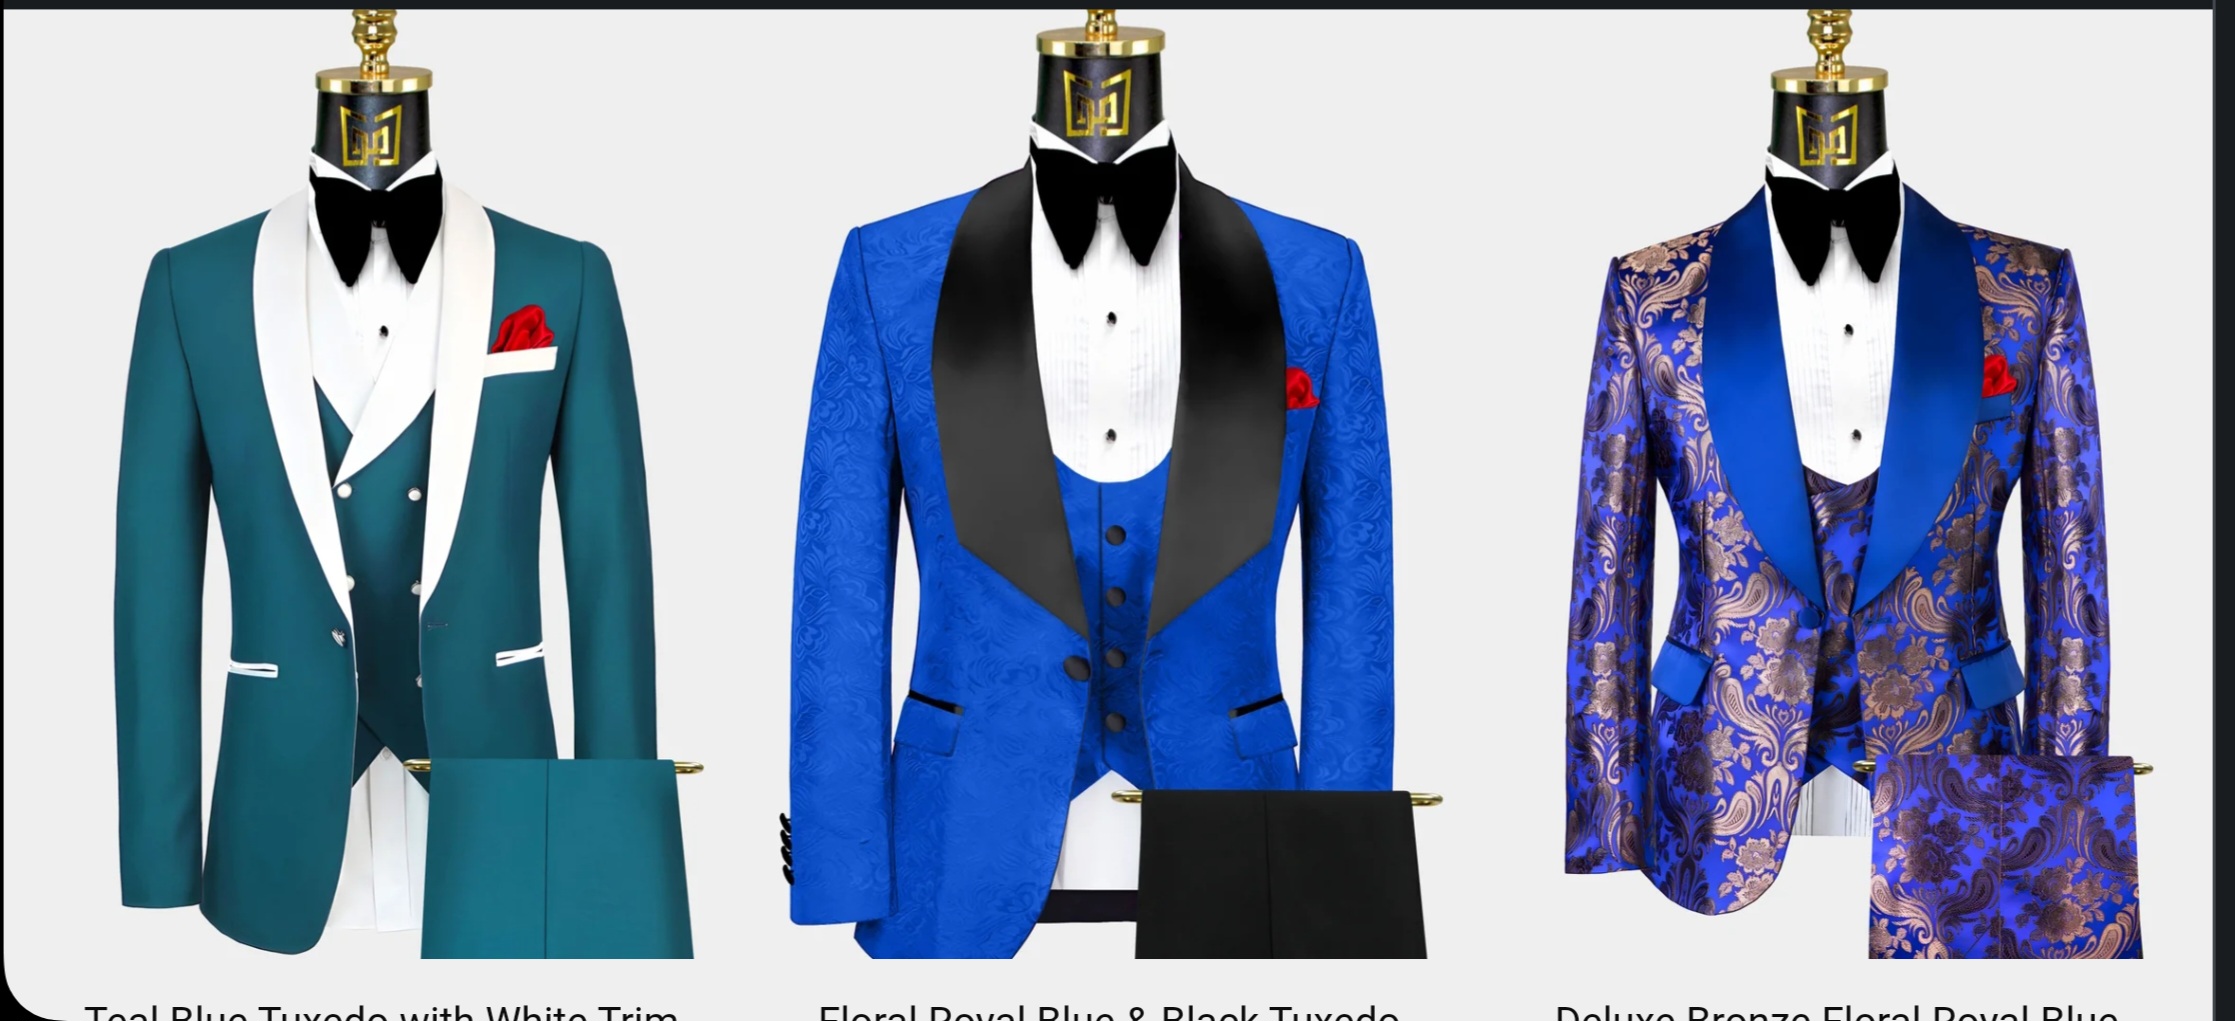 Teal Blue Tuxedo with White Trim
Floral Royal Blue & Black Tuxedo
Deluxe Bronze Floral Royal Blue